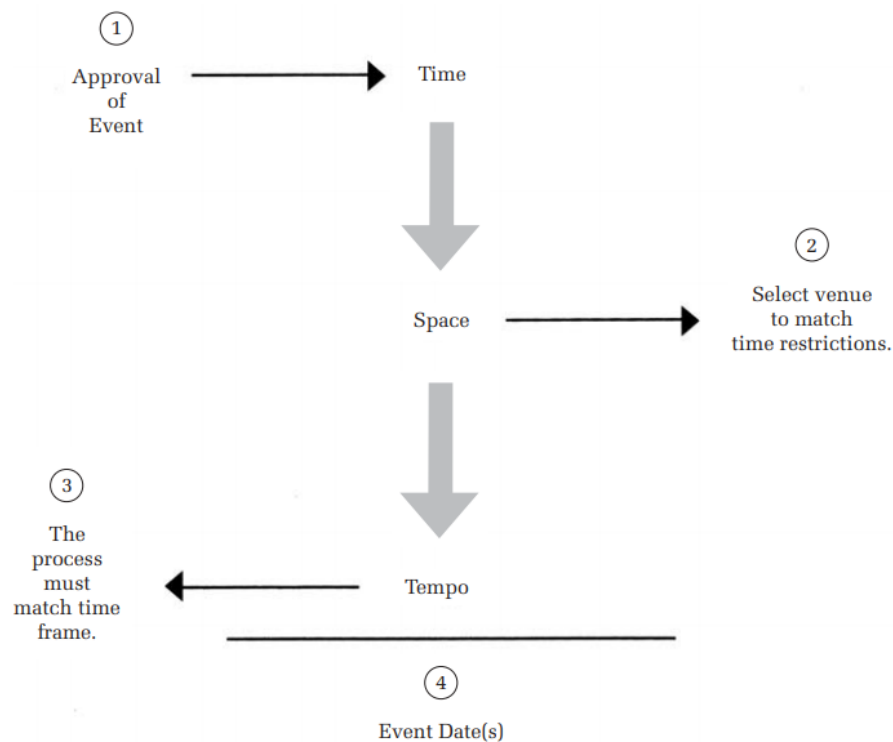 1
Approval
of
Event
Time
2
Space
Select venue
to match
time restrictions.
3
The
process
must
match time
frame.
Tempo
4
Event Date(s)